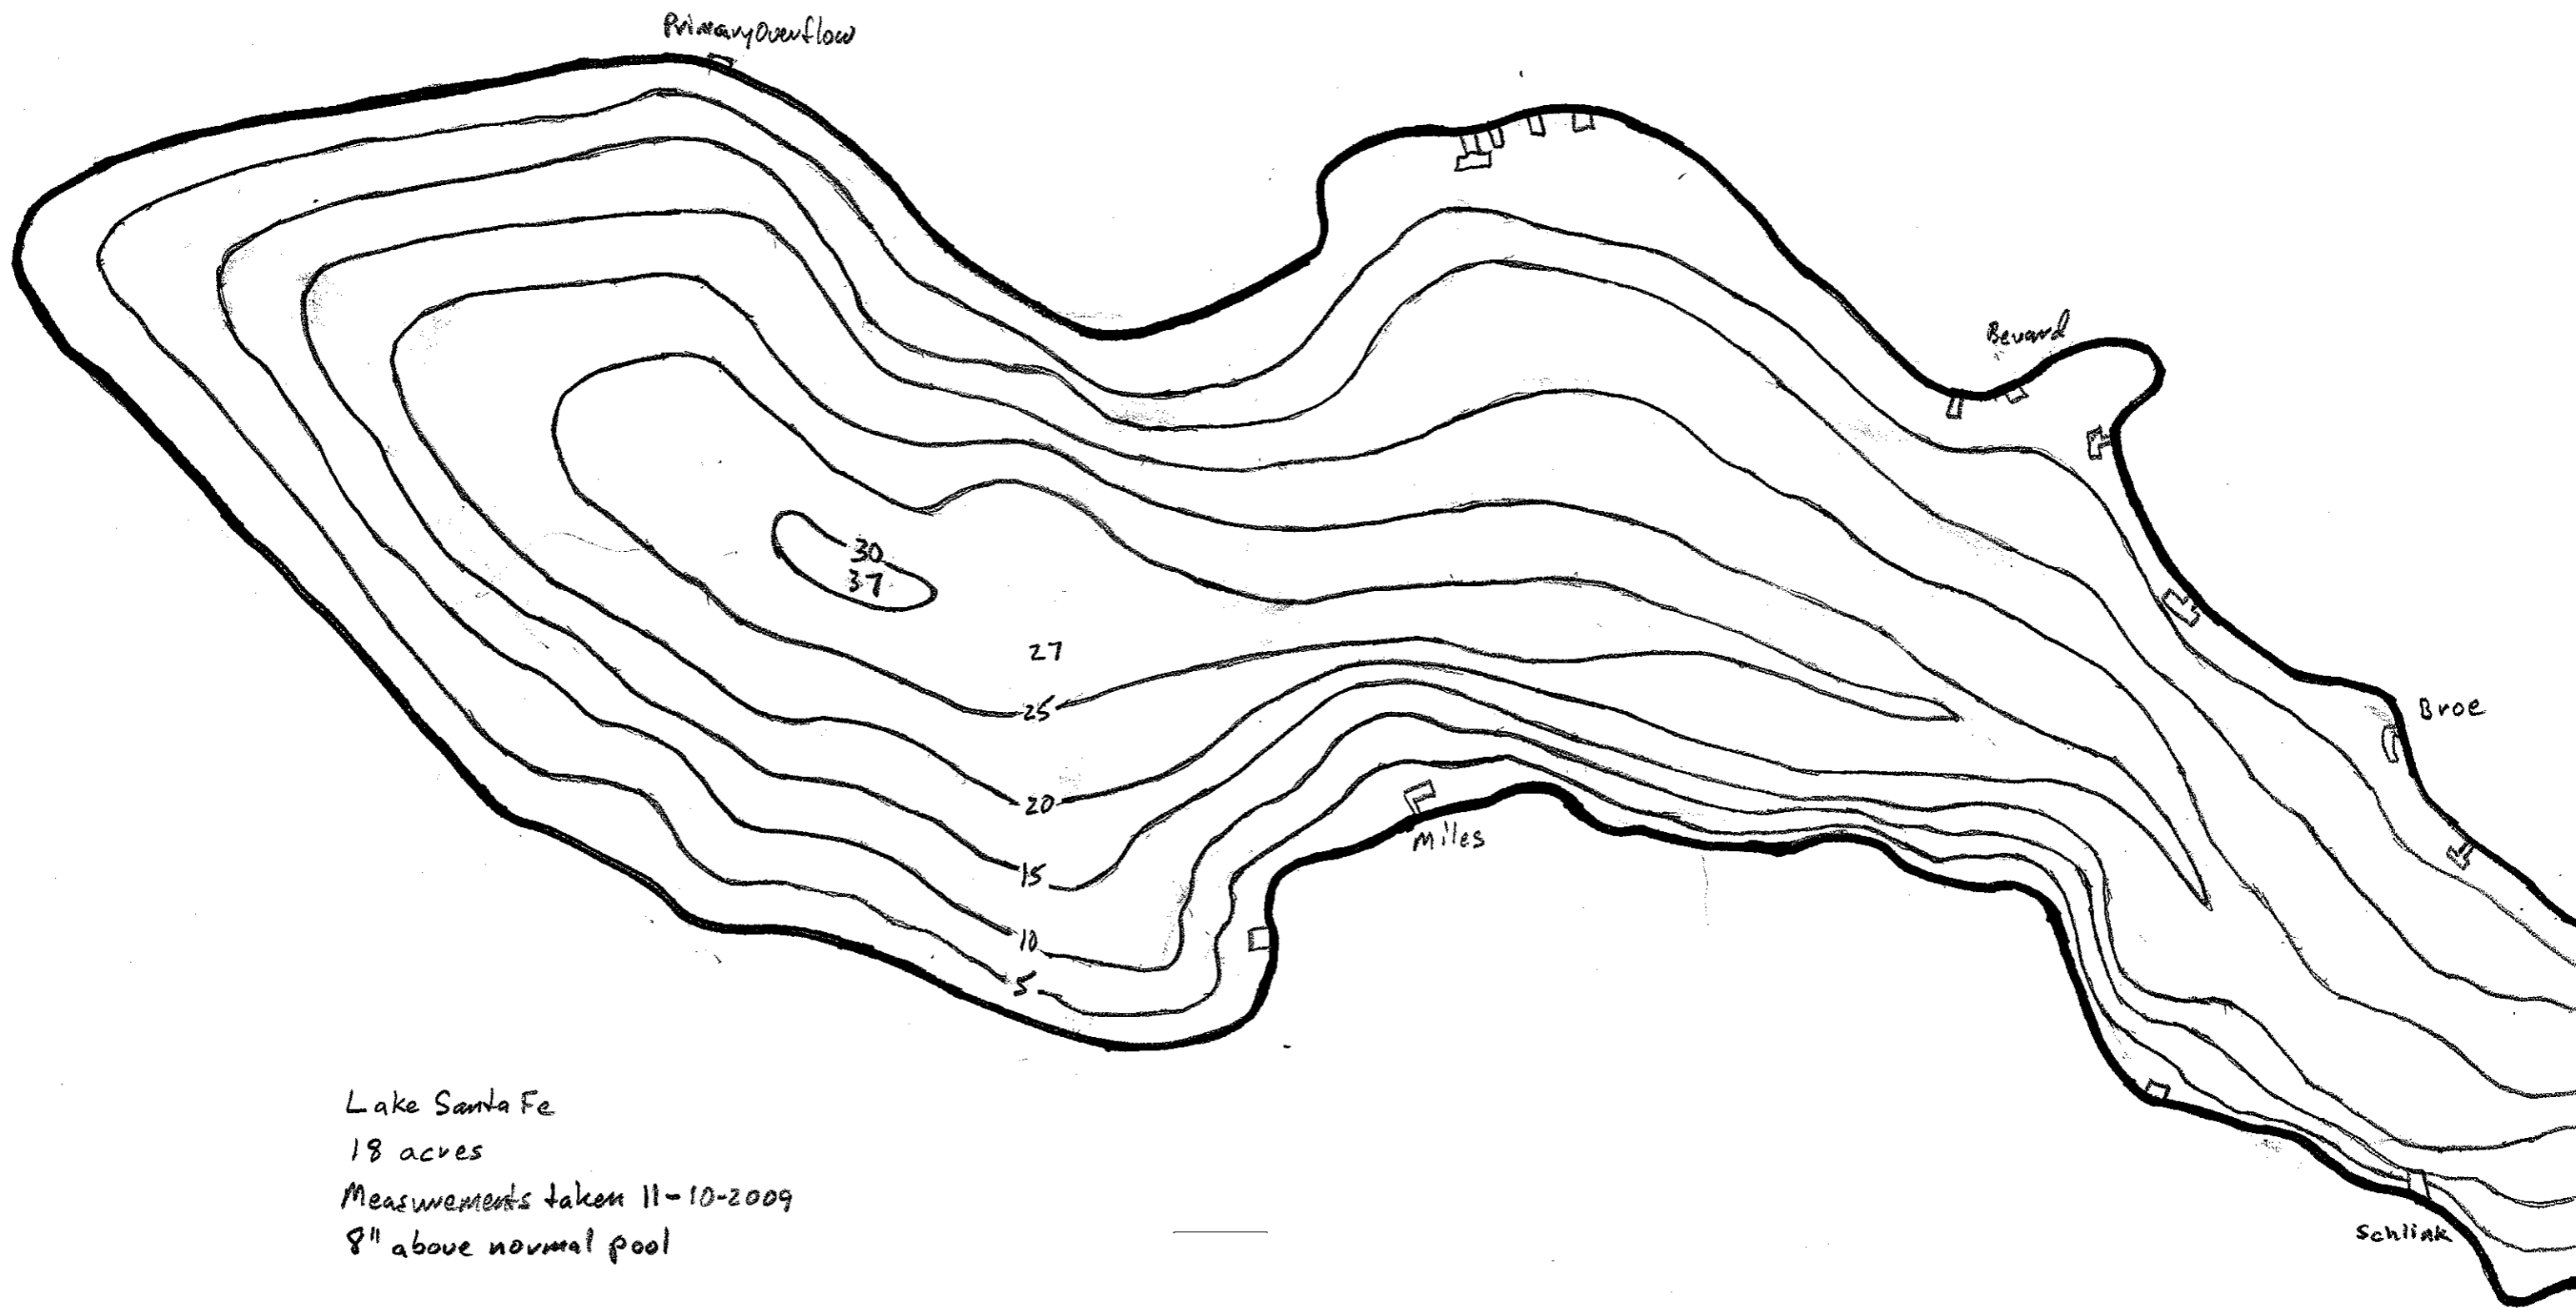 Primary Overflow
Bevard
30
37
27
25
Broe
20
Miles
15
10
5
Lake Santa Fe
18 acres
Measurements taken 11-10-2009
8" above normal pool
Schlink